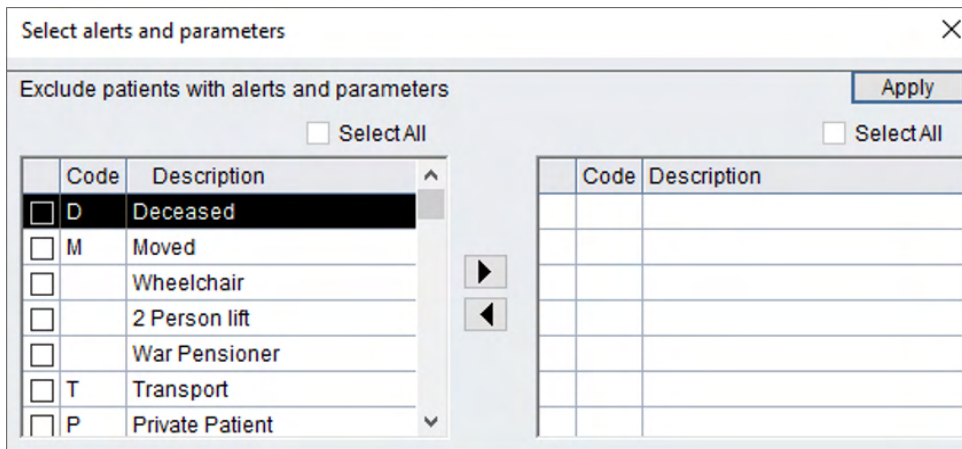 Select alerts and parameters
Exclude patients with alerts and parameters
Apply
Select All
Select All
Code Description
D Deceased
M Moved
Wheelchair
2 Person lift
War Pensioner
T Transport
P Private Patient
Code Description